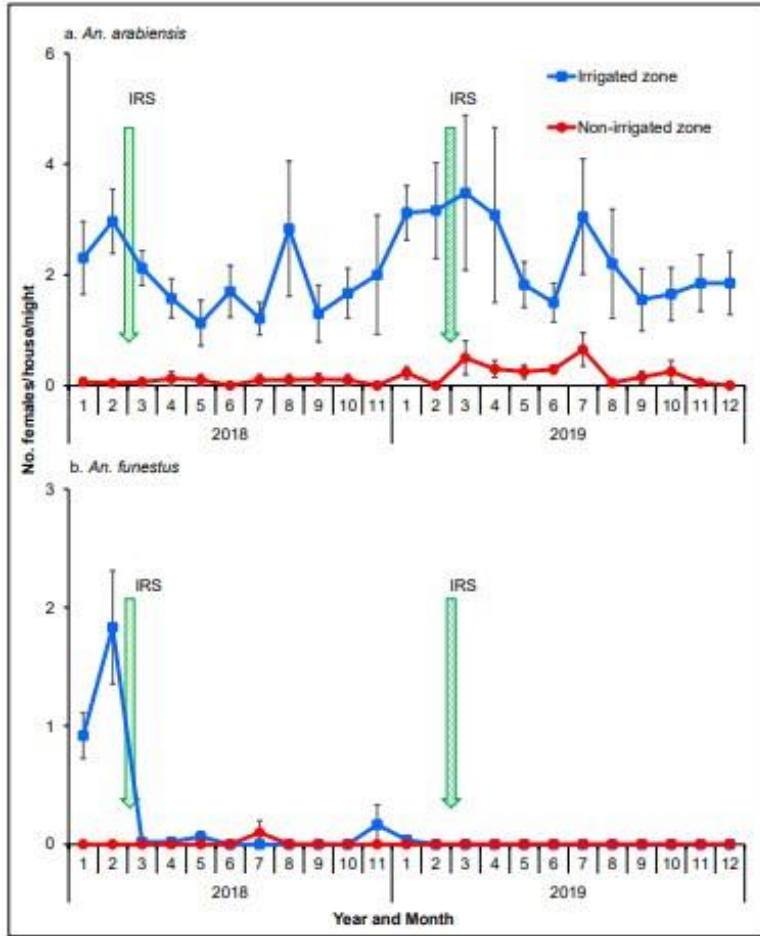 a. An. arabiensis
6
IRS
IRS
Irrigated zone
Non-irrigated zone
4
2
0
1 2 3 4 5 6 7 8 9 10 11 1 2 3 4 5 6 7 8 9 10 11 12
2018 2019
No. females/house/night
b. An. funestus
3
IRS
IRS
2
1
0
1 2 3 4 5 6 7 8 9 10 11 1 2 3 4 5 6 7 8 9 10 11 12
2018 2019
Year and Month